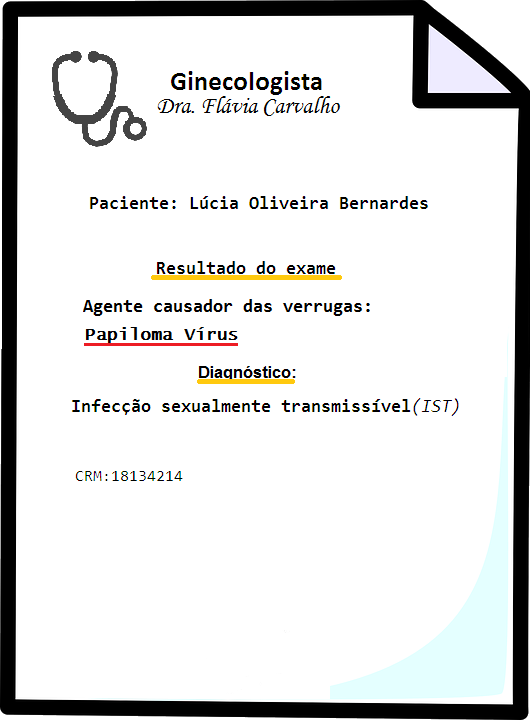 Ginecologista
Dra. Flávia Carvalho
Paciente: Lúcia Oliveira Bernardes
Resultado do exame
Agente causador das verrugas:
Papiloma Vírus
Diagnóstico:
Infecção sexualmente transmissível(IST)
CRM:18134214